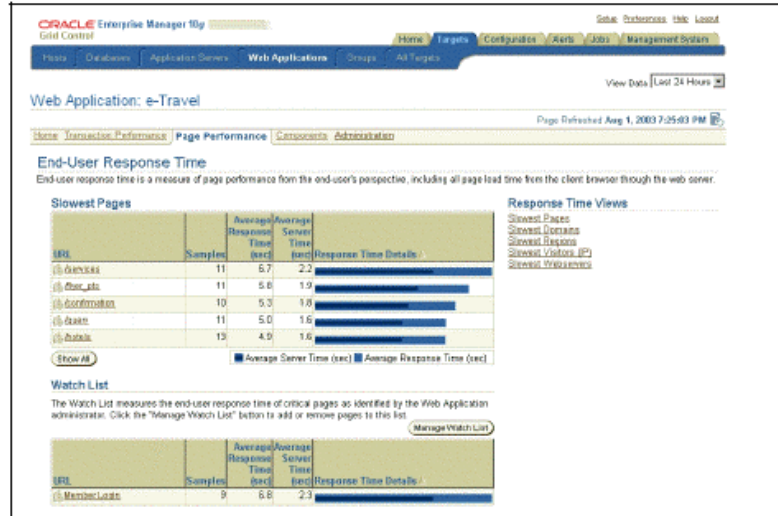 ORACLE Enterprise Manager 10g
Grid Control
Setup Preferences Help Logout
Home Targets Configuration Alerts Jobs Management System
Hosts Databases Application Servers Web Applications Groups All Targets
View Data Last 24 Hours
Web Application: e-Travel
Page Refreshed Aug 1, 2003 7:25:03 PM
Home Transaction Performance Page Performance Components Administration
End-User Response Time
End-user response time is a measure of page performance from the end-user's perspective, including all page load time from the client browser through the web server.
Slowest Pages
URL Samples Average Response Time (sec) Average Server Time (sec) Response Time Details
/services 11 6.7 2.2
11 5.8 1.9
/confirmation 10 5.3 1.8
11 5.0 1.6
/hotels 13 4.9 1.6
Show All
Average Server Time (sec) Average Response Time (sec)
Response Time Views
Slowest Pages
Slowest Domains
Slowest Regions
Slowest Visitors (IP)
Slowest Webservers
Watch List
The Watch List measures the end-user response time of critical pages as identified by the Web Application
administrator. Click the "Manage Watch List" button to add or remove pages to this list.
Manage Watch List
URL Samples Average Response Time (sec) Average Server Time (sec) Response Time Details
MemberLogin 9 6.8 2.3